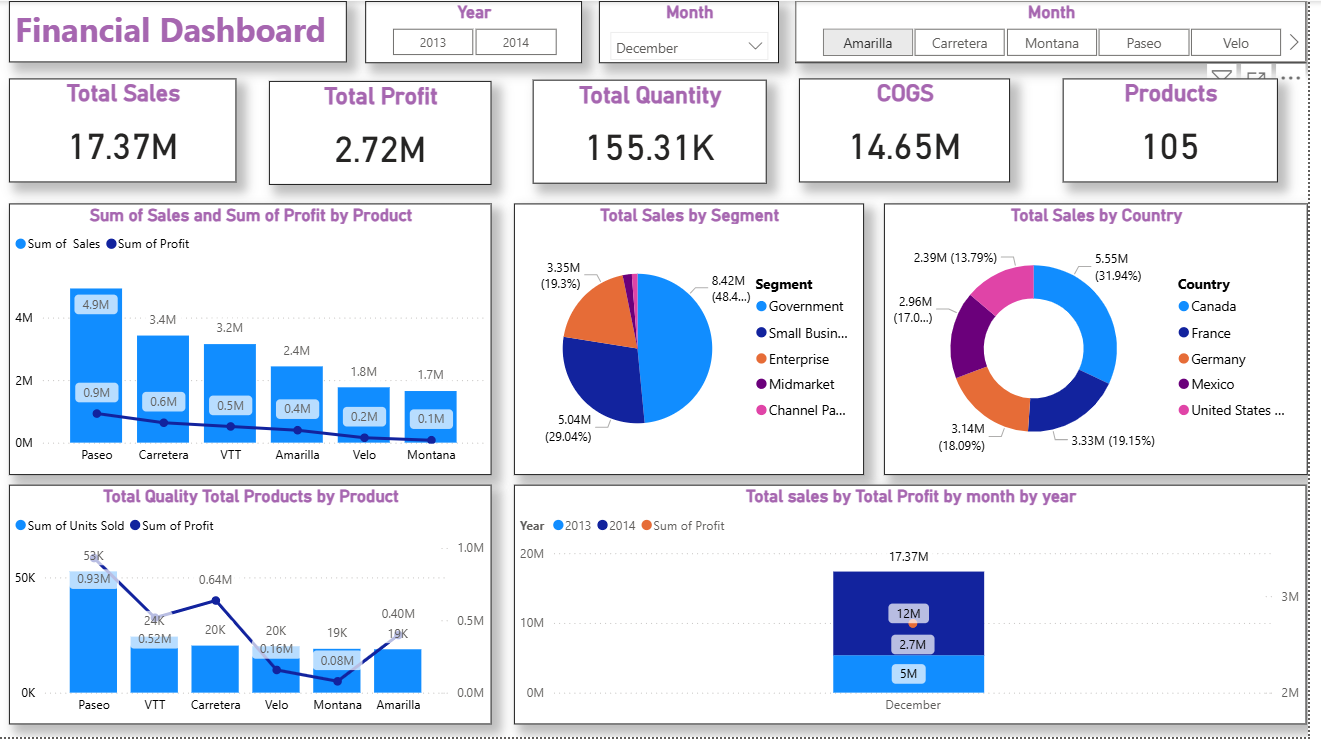 Financial Dashboard
Year
2013
2014
Month
December
Month
Amarilla
Carretera
Montana
Paseo
Velo
Total Sales
17.37M
Total Profit
2.72M
Total Quantity
155.31K
COGS
14.65M
Products
105
Sum of Sales and Sum of Profit by Product
Sum of Sales Sum of Profit
4M
2M
0M
4.9M
3.4M
3.2M
2.4M
1.8M
1.7M
0.9M
0.6M
0.5M
0.4M
0.2M
0.1M
Paseo
Carretera
VTT
Amarilla
Velo
Montana
Total Sales by Segment
3.35M
(19.3%)
8.42M
(48.4...)
5.04M
(29.04%)
Segment
Government
Small Busin...
Enterprise
Midmarket
Channel Pa...
Total Sales by Country
2.39M (13.79%)
5.55M
(31.94%)
2.96M
(17.0...)
3.14M
(18.09%)
3.33M (19.15%)
Country
Canada
France
Germany
Mexico
United States ...
Total Quality Total Products by Product
Sum of Units Sold Sum of Profit
50K
0K
53K
0.93M
24K
0.52M
0.64M
20K
20K
0.16M
19K
0.08M
0.40M
19K
1.0M
0.5M
0.0M
Paseo
VTT
Carretera
Velo
Montana
Amarilla
Total sales by Total Profit by month by year
Year 2013 2014 Sum of Profit
20M
10M
0M
17.37M
12M
2.7M
5M
3M
2M
December